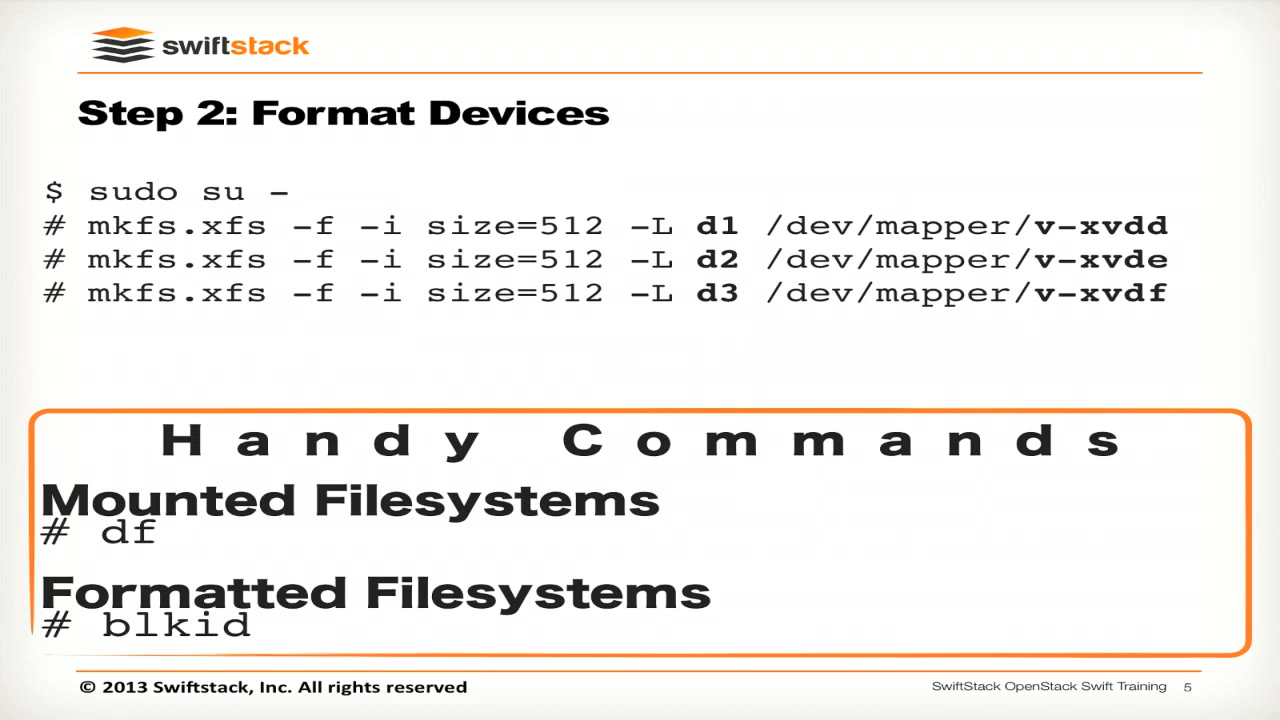 swiftstack
Step 2: Format Devices
$ sudo su -
# mkfs.xfs -f -i size=512 -L d1 /dev/mapper/v-xvdd
# mkfs.xfs -f -i size=512 -L d2 /dev/mapper/v-xvde
# mkfs.xfs -f -i size=512 -L d3 /dev/mapper/v-xvdf
Handy Commands
Mounted Filesystems
# df
Formatted Filesystems
# blkid
© 2013 Swiftstack, Inc. All rights reserved
SwiftStack OpenStack Swift Training 5